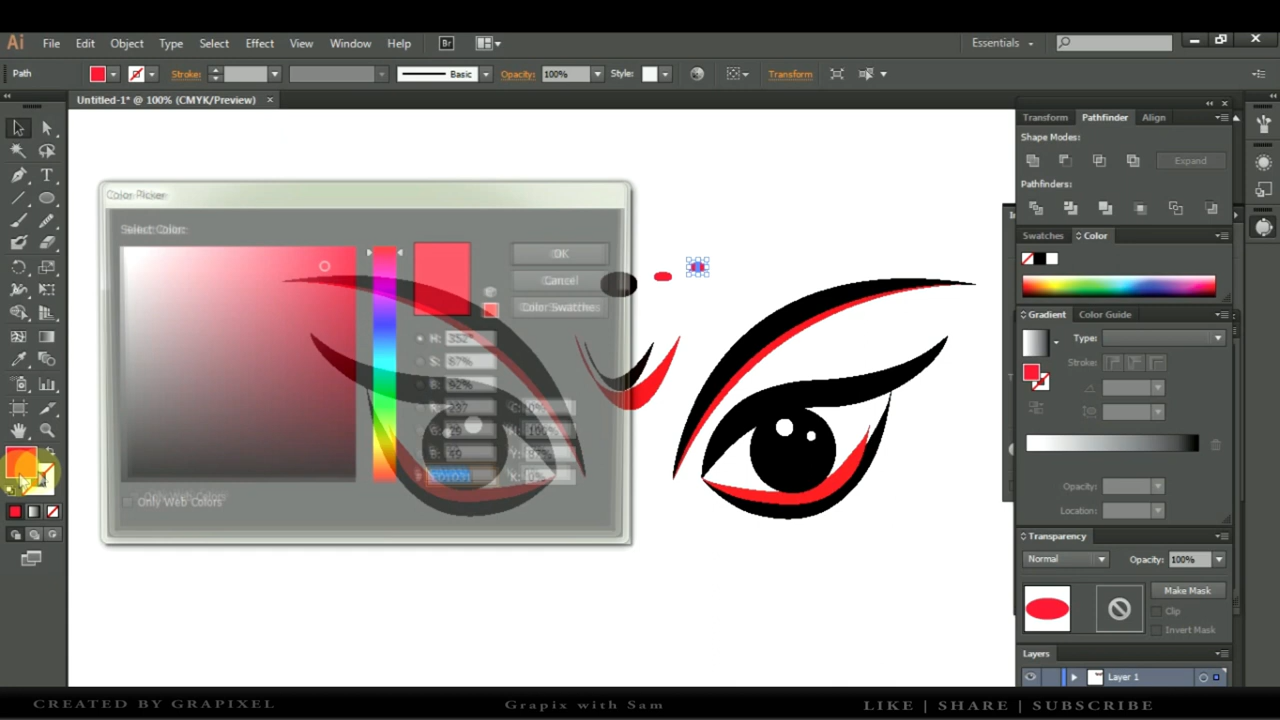 Ai File Edit Object Type Select Effect View Window Help Br Essentials
Path Stroke: Basic Opacity: 100% Style: Transform
Untitled-1* @ 100% (CMYK/Preview) ×
Transform Pathfinder Align
Shape Modes:
Expand
Pathfinders:
Swatches Color
Gradient Color Guide
Type:
Stroke:
Opacity:
Location:
Transparency
Normal Opacity: 100%
Make Mask
Clip
Invert Mask
Layers
Layer 1
Color Picker
Select Color:
OK
Cancel
Color Swatches
H: 352°
S: 87%
B: 92%
Only Web Colors
CREATED BY GRAPIXEL Grapix with Sam LIKE | SHARE | SUBSCRIBE